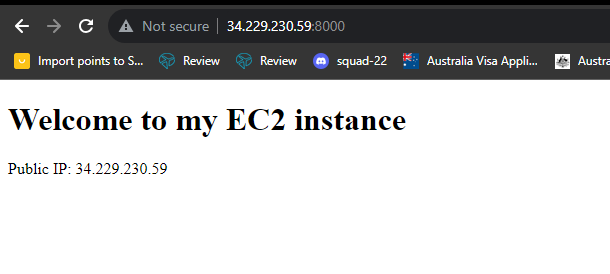 Not secure | 34.229.230.59:8000
Import points to S... Review Review squad-22 Australia Visa Appli... Austra
Welcome to my EC2 instance
Public IP: 34.229.230.59